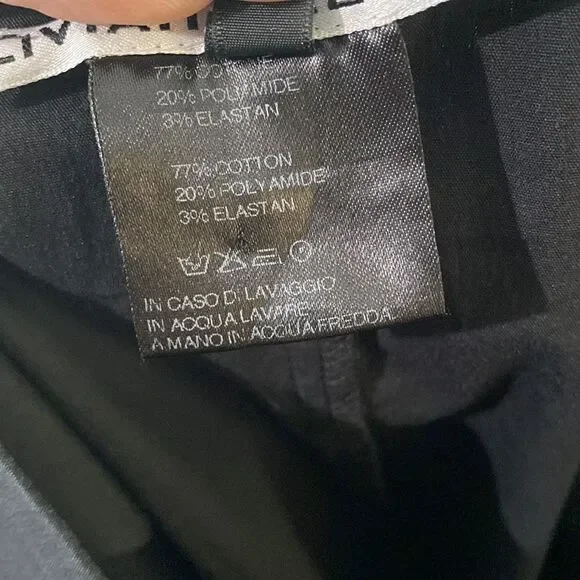 77% COTONE
20% POLYAMIDE
3% ELASTAN
77% COTTON
20% POLYAMIDE
3% ELASTAN
IN CASO DI LAVAGGIO
IN ACQUA LAVARE
A MANO IN ACQUA FREDDA